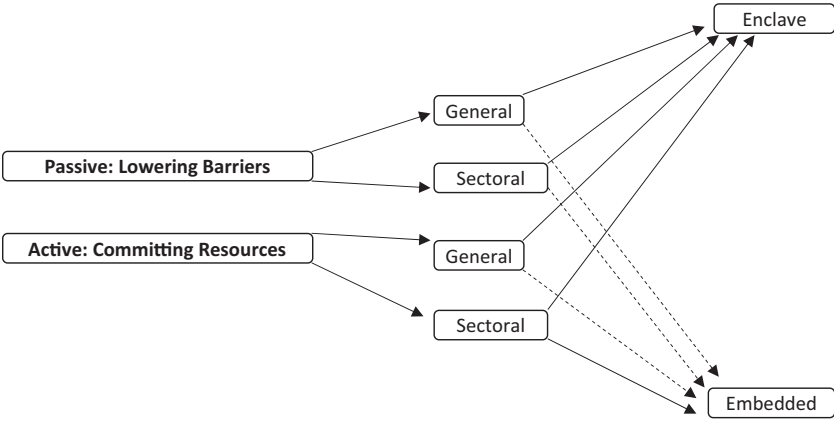 Enclave
General
Passive: Lowering Barriers
Sectoral
Active: Committing Resources
General
Sectoral
Embedded